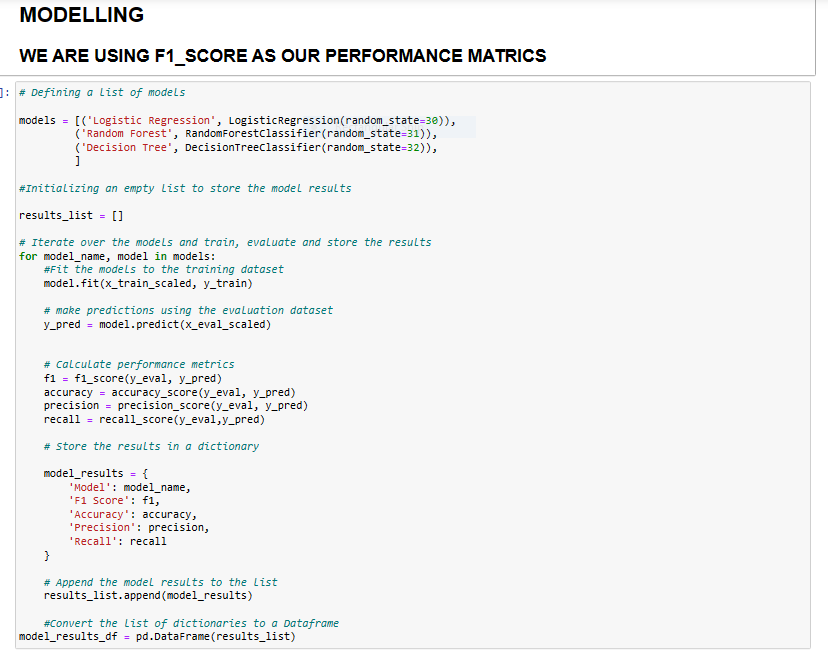 MODELLING
WE ARE USING F1_SCORE AS OUR PERFORMANCE MATRICS
]: # Defining a list of models
models = [('Logistic Regression', LogisticRegression(random_state=30)),
('Random Forest', RandomForestClassifier(random_state=31)),
('Decision Tree', DecisionTreeClassifier(random_state=32)),
]
#Initializing an empty list to store the model results
results_list = []
# Iterate over the models and train, evaluate and store the results
for model_name, model in models:
#Fit the models to the training dataset
model.fit(x_train_scaled, y_train)
# make predictions using the evaluation dataset
y_pred = model.predict(x_eval_scaled)
# Calculate performance metrics
f1 = f1_score(y_eval, y_pred)
accuracy = accuracy_score(y_eval, y_pred)
precision = precision_score(y_eval, y_pred)
recall = recall_score(y_eval,y_pred)
# Store the results in a dictionary
model_results = {
'Model': model_name,
'F1 Score': f1,
'Accuracy': accuracy,
'Precision': precision,
'Recall': recall
}
# Append the model results to the list
results_list.append(model_results)
#Convert the list of dictionaries to a Dataframe
model_results_df = pd.DataFrame(results_list)